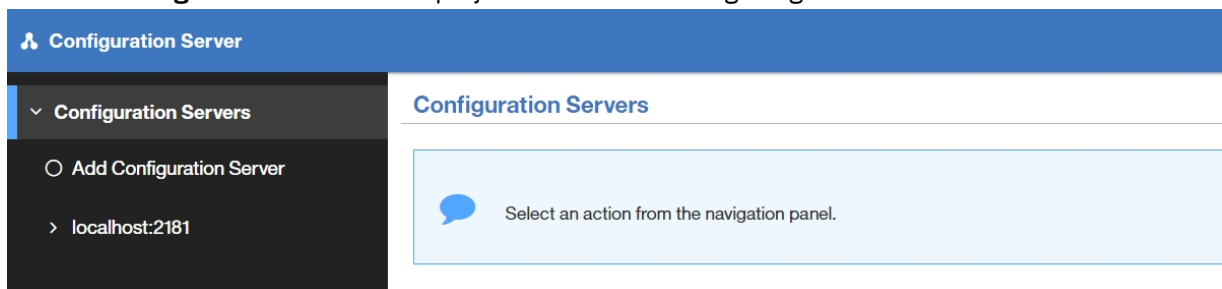 Configuration Server
Configuration Servers
Add Configuration Server
localhost:2181
Configuration Servers
Select an action from the navigation panel.